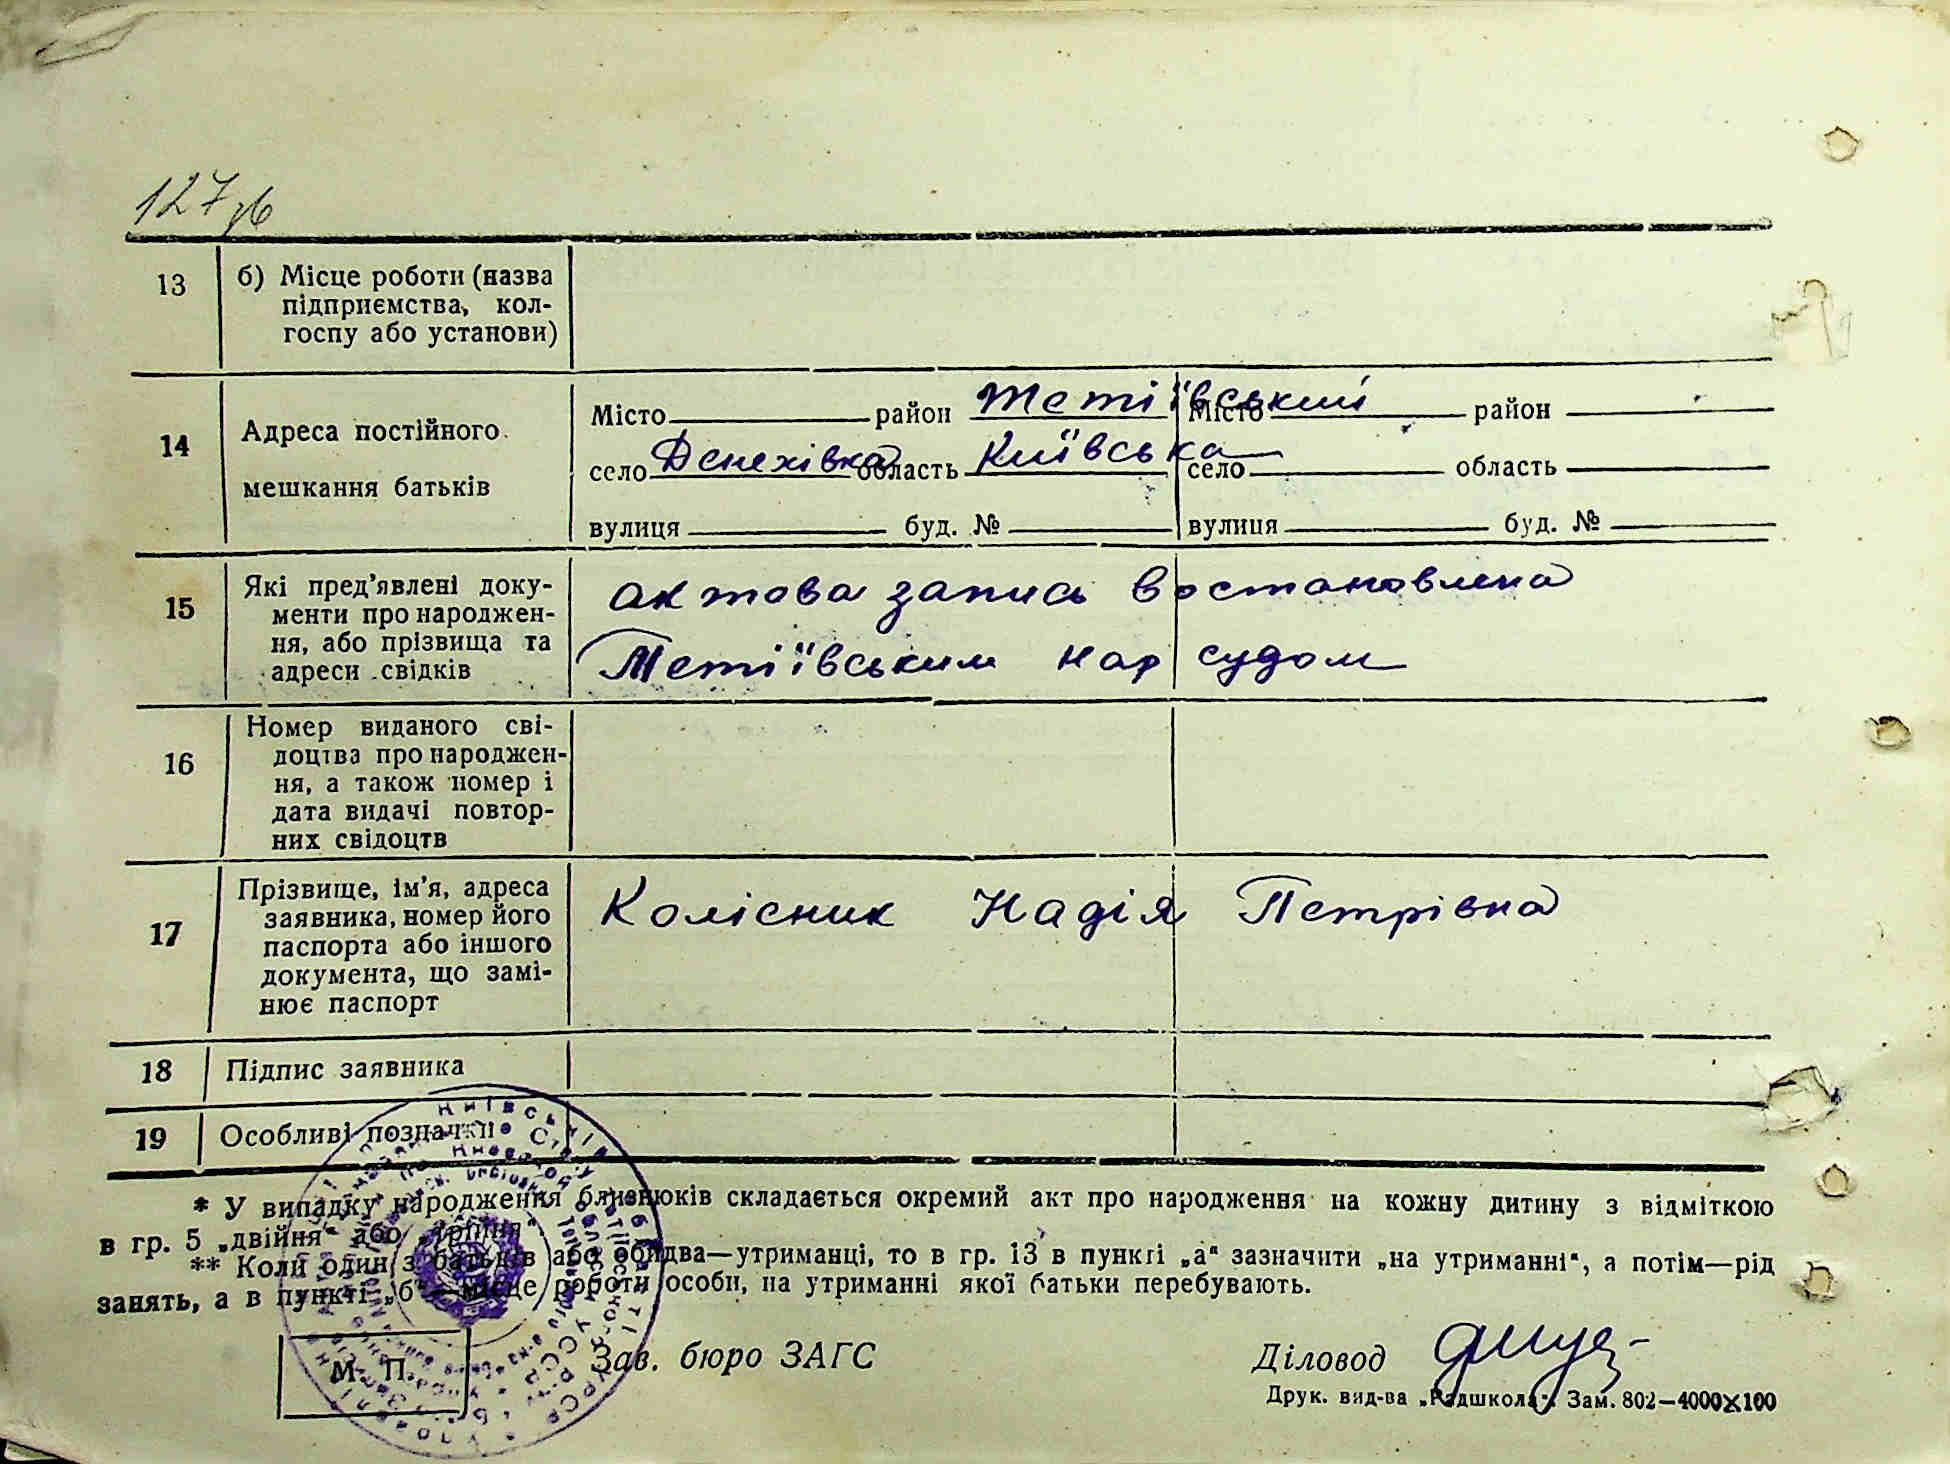 127
13 б) Місце роботи (назва
підприємства, кол-
госпу або установи)
14 Адреса постійного
мешкання батьків
Місто район Тетіївський Місто район
село Денехівка область Київська село область
вулиця буд. № вулиця буд. №
15 Які пред’явлені доку-
менти про народжен-
ня, або прізвища та
адреси свідків
актова запись востановлена
Тетіївським нар судом
16 Номер виданого сві-
доцтва про народжен-
ня, а також номер і
дата видачі повтор-
них свідоцтв
17 Прізвище, ім’я, адреса
заявника, номер його
паспорта або іншого
документа, що замі-
нює паспорт
Колісник Надія Петрівна
18 Підпис заявника
19 Особливі позначки
* У випадку народження близнюків складається окремий акт про народження на кожну дитину з відміткою
в гр. 5 „двійня“ або „трійня“
** Коли один з батьків або обидва—утриманці, то в гр. 13 в пункті „а“ зазначити „на утриманні“, а потім—рід
занять, а в пункті „б“—місце роботи особи, на утриманні якої батьки перебувають.
М. П. Зав. бюро ЗАГС Діловод
Друк. вид-ва „Радшкола“. Зам. 802—4000×100